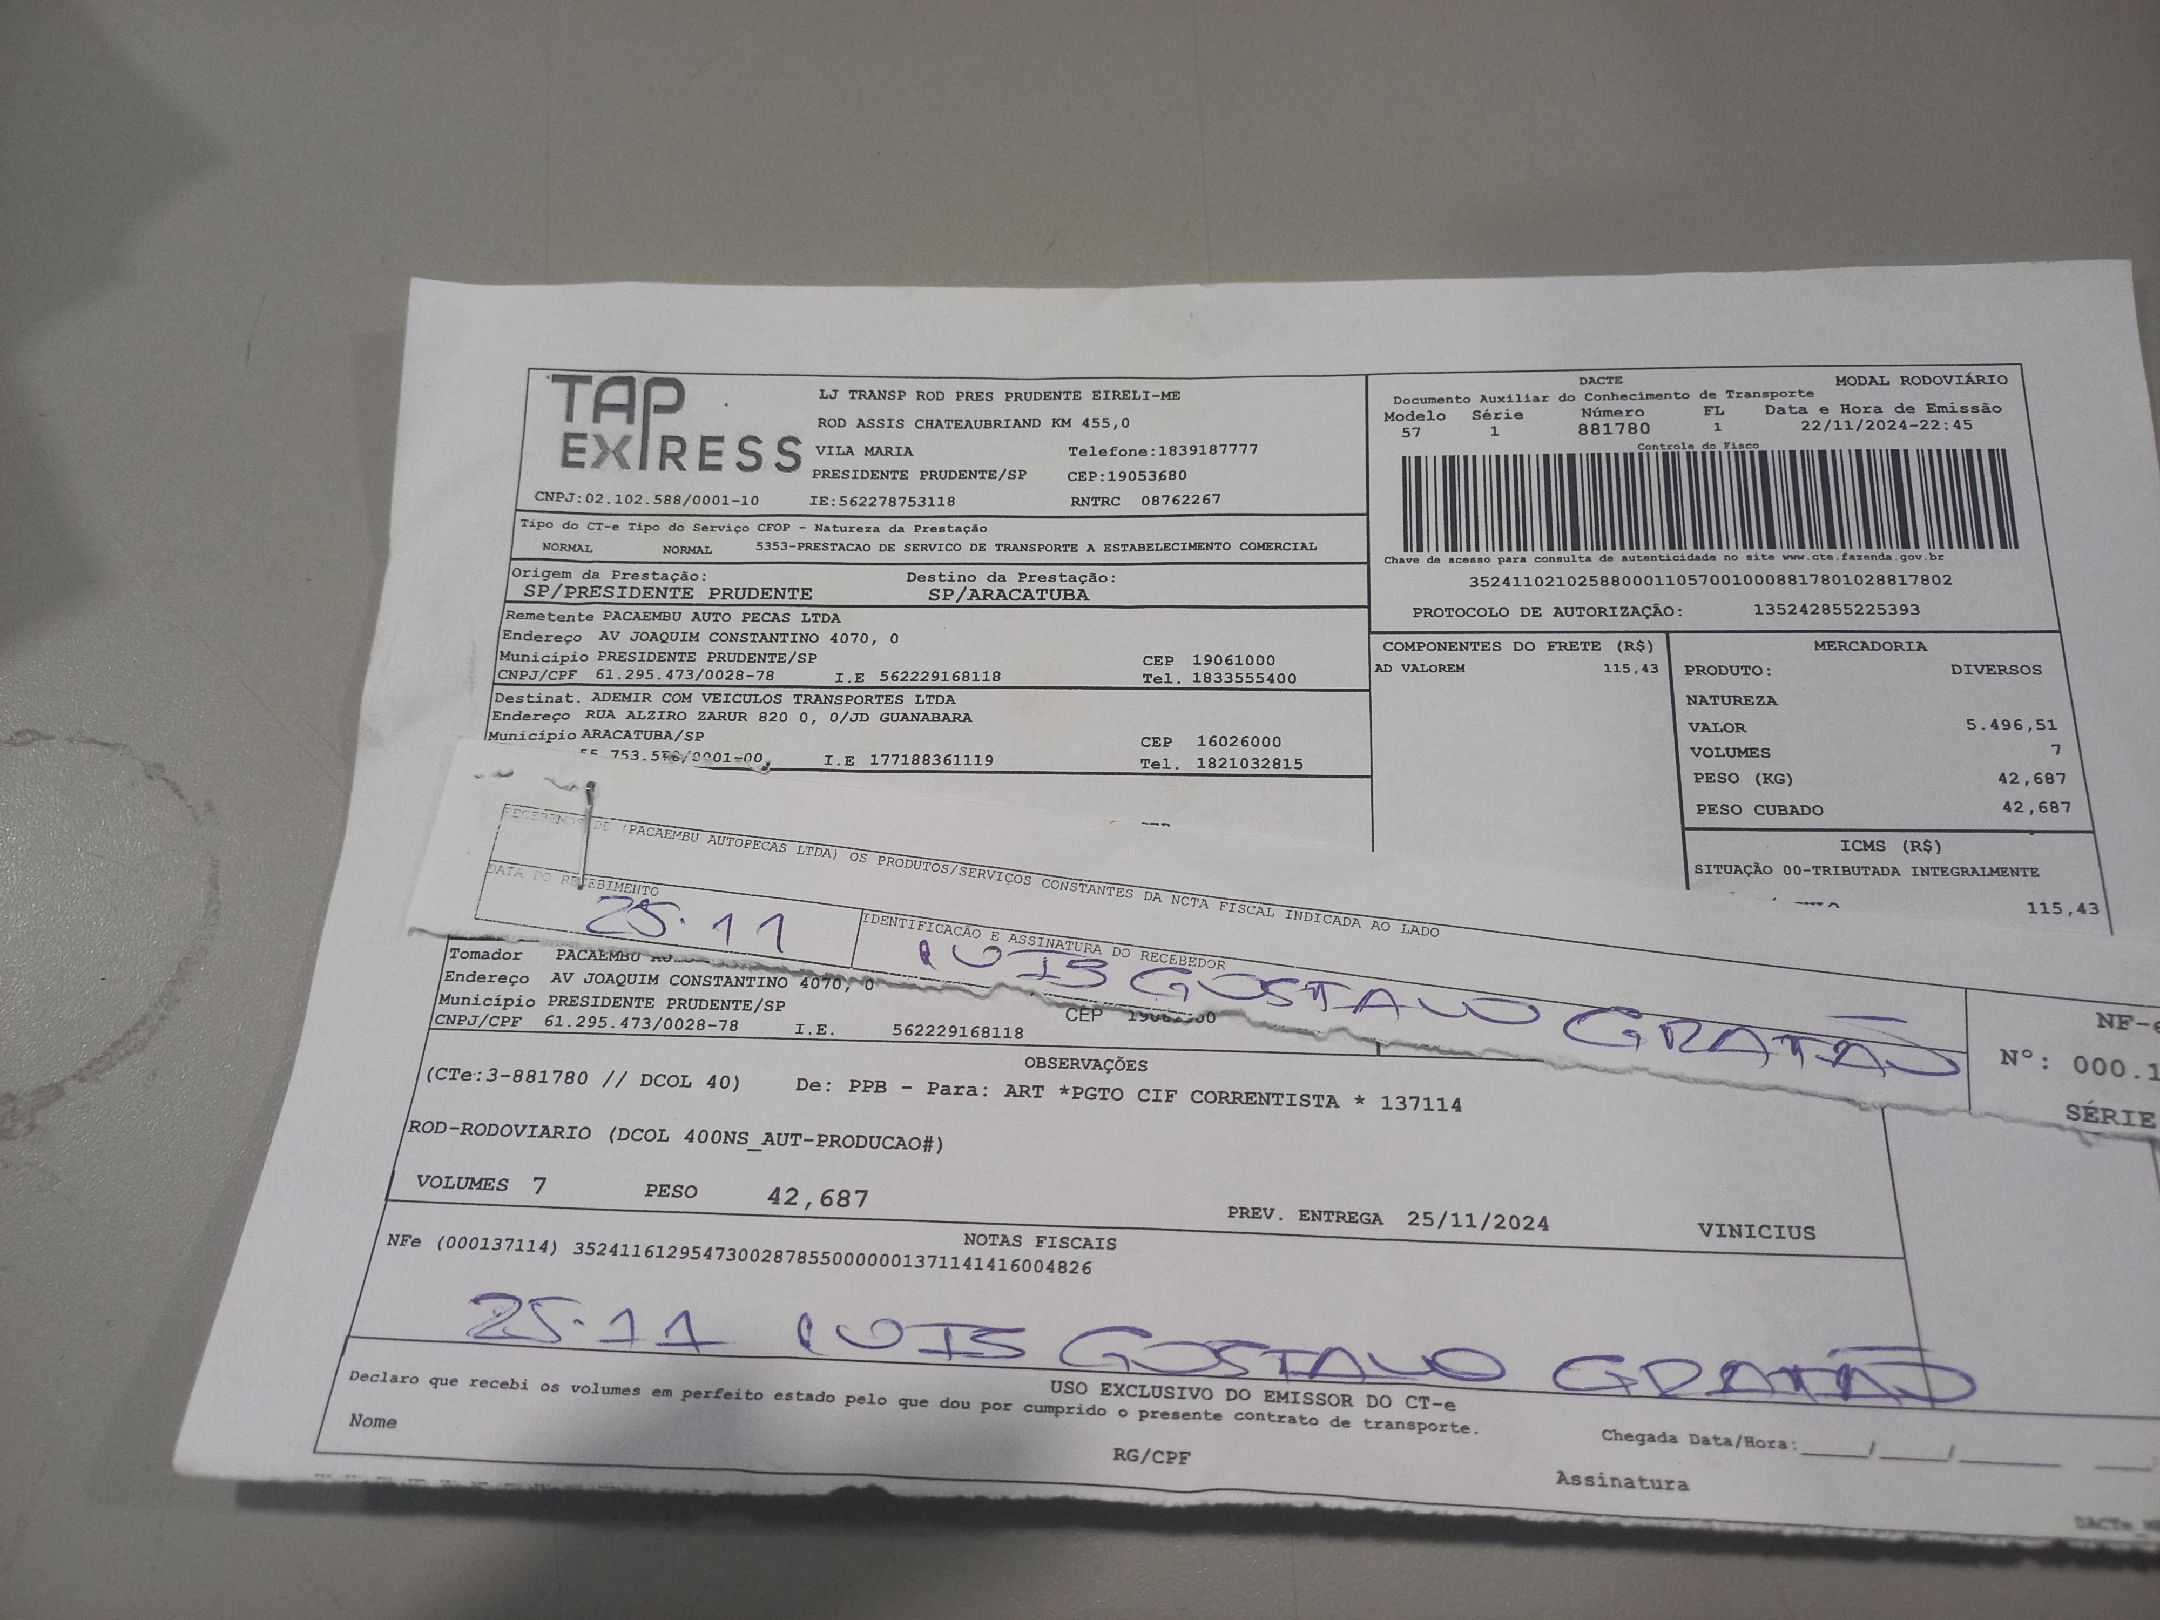 TAP
EXPRESS
LJ TRANSP ROD PRES PRUDENTE EIRELI-ME
ROD ASSIS CHATEAUBRIAND KM 455,0
VILA MARIA Telefone:1839187777
PRESIDENTE PRUDENTE/SP CEP:19053680
CNPJ:02.102.588/0001-10 IE:562278753118 RNTRC 08762267
DACTE MODAL RODOVIÁRIO
Documento Auxiliar do Conhecimento de Transporte
Modelo Série Número FL Data e Hora de Emissão
57 1 881780 1 22/11/2024-22:45
Controle do Fisco
Chave de acesso para consulta de autenticidade no site www.cte.fazenda.gov.br
35241102102588000110570010008817801028817802
PROTOCOLO DE AUTORIZAÇÃO: 135242855225393
Tipo do CT-e Tipo do Serviço CFOP - Natureza da Prestação
NORMAL NORMAL 5353-PRESTACAO DE SERVICO DE TRANSPORTE A ESTABELECIMENTO COMERCIAL
Origem da Prestação: Destino da Prestação:
SP/PRESIDENTE PRUDENTE SP/ARACATUBA
Remetente PACAEMBU AUTO PECAS LTDA
Endereço AV JOAQUIM CONSTANTINO 4070, 0
Município PRESIDENTE PRUDENTE/SP CEP 19061000
CNPJ/CPF 61.295.473/0028-78 I.E 562229168118 Tel. 1833555400
Destinat. ADEMIR COM VEICULOS TRANSPORTES LTDA
Endereço RUA ALZIRO ZARUR 820 0, 0/JD GUANABARA
Município ARACATUBA/SP CEP 16026000
I.E 177188361119 Tel. 1821032815
COMPONENTES DO FRETE (R$)
AD VALOREM 115,43
MERCADORIA
PRODUTO: DIVERSOS
NATUREZA
VALOR 5.496,51
VOLUMES 7
PESO (KG) 42,687
PESO CUBADO 42,687
ICMS (R$)
SITUAÇÃO 00-TRIBUTADA INTEGRALMENTE
115,43
RECEBEMOS DE (PACAEMBU AUTOPECAS LTDA) OS PRODUTOS/SERVIÇOS CONSTANTES DA NOTA FISCAL INDICADA AO LADO
DATA DO RECEBIMENTO
25.11
IDENTIFICAÇÃO E ASSINATURA DO RECEBEDOR
LUIS GUSTAVO GRATÃO
NF-e
Nº: 000.1
SÉRIE
Tomador PACAEMBU
Endereço AV JOAQUIM CONSTANTINO 4070, 0
Município PRESIDENTE PRUDENTE/SP CEP
CNPJ/CPF 61.295.473/0028-78 I.E. 562229168118
OBSERVAÇÕES
(CTe:3-881780 // DCOL 40) De: PPB - Para: ART *PGTO CIF CORRENTISTA * 137114
ROD-RODOVIARIO (DCOL 400NS_AUT-PRODUCAO#)
VOLUMES 7 PESO 42,687 PREV. ENTREGA 25/11/2024 VINICIUS
NOTAS FISCAIS
NFe (000137114) 35241161295473002878550000001371141416004826
25.11 LUIS GUSTAVO GRATÃO
USO EXCLUSIVO DO EMISSOR DO CT-e
Declaro que recebi os volumes em perfeito estado pelo que dou por cumprido o presente contrato de transporte.
Nome RG/CPF Assinatura Chegada Data/Hora:____/____/____